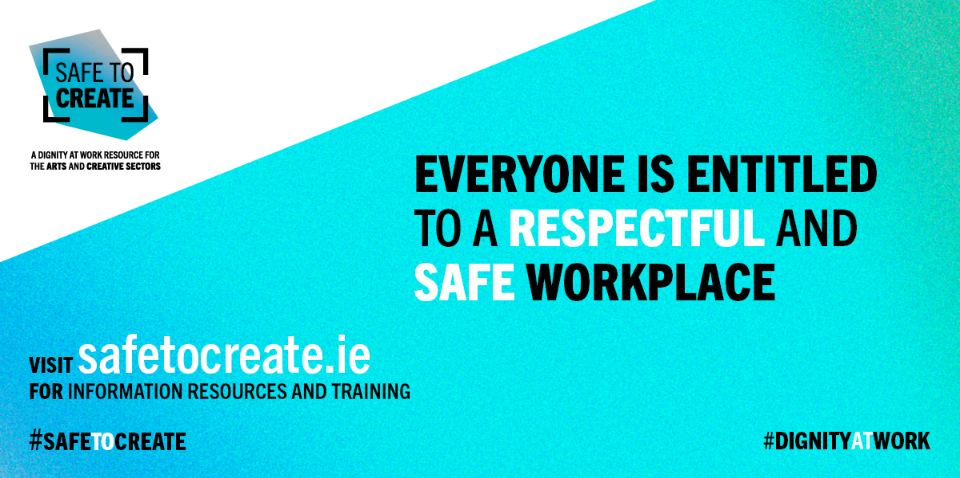 SAFE TO
CREATE
A DIGNITY AT WORK RESOURCE FOR
THE ARTS AND CREATIVE SECTORS
EVERYONE IS ENTITLED
TO A RESPECTFUL AND
SAFE WORKPLACE
VISIT safetocreate.ie
FOR INFORMATION RESOURCES AND TRAINING
#SAFETOCREATE
#DIGNITYATWORK